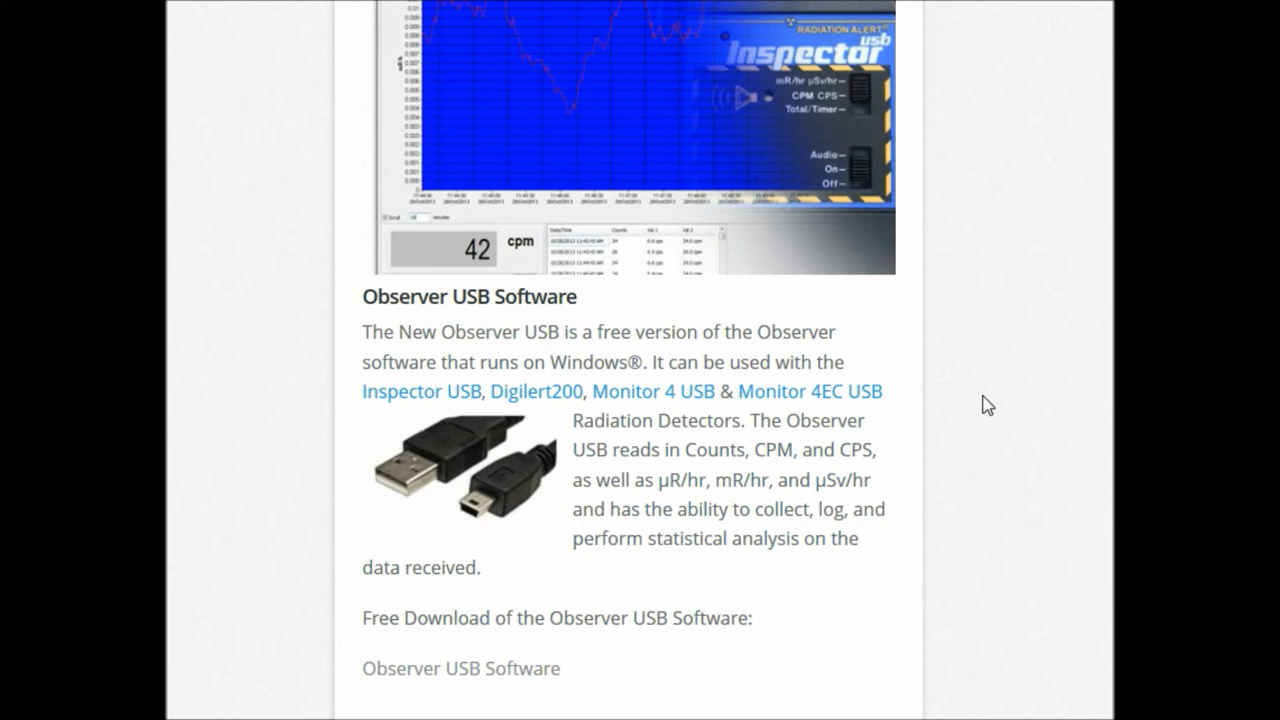 RADIATION ALERT®
usb
Inspector
mR/hr µSv/hr
CPM CPS
Total/Timer
Audio
On
Off
42 cpm
Date/Time Counts
Observer USB Software
The New Observer USB is a free version of the Observer
software that runs on Windows®. It can be used with the
Inspector USB, Digilert200, Monitor 4 USB & Monitor 4EC USB
Radiation Detectors. The Observer
USB reads in Counts, CPM, and CPS,
as well as µR/hr, mR/hr, and µSv/hr
and has the ability to collect, log, and
perform statistical analysis on the
data received.
Free Download of the Observer USB Software:
Observer USB Software